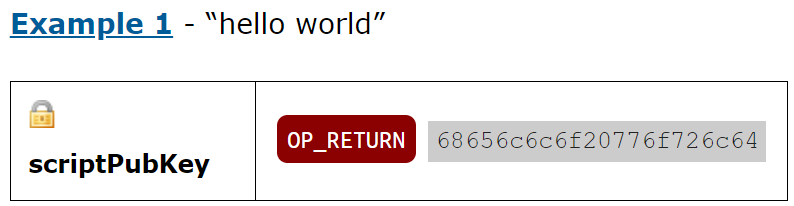 Example 1 - “hello world”
scriptPubKey
OP_RETURN 68656c6c6f20776f726c64